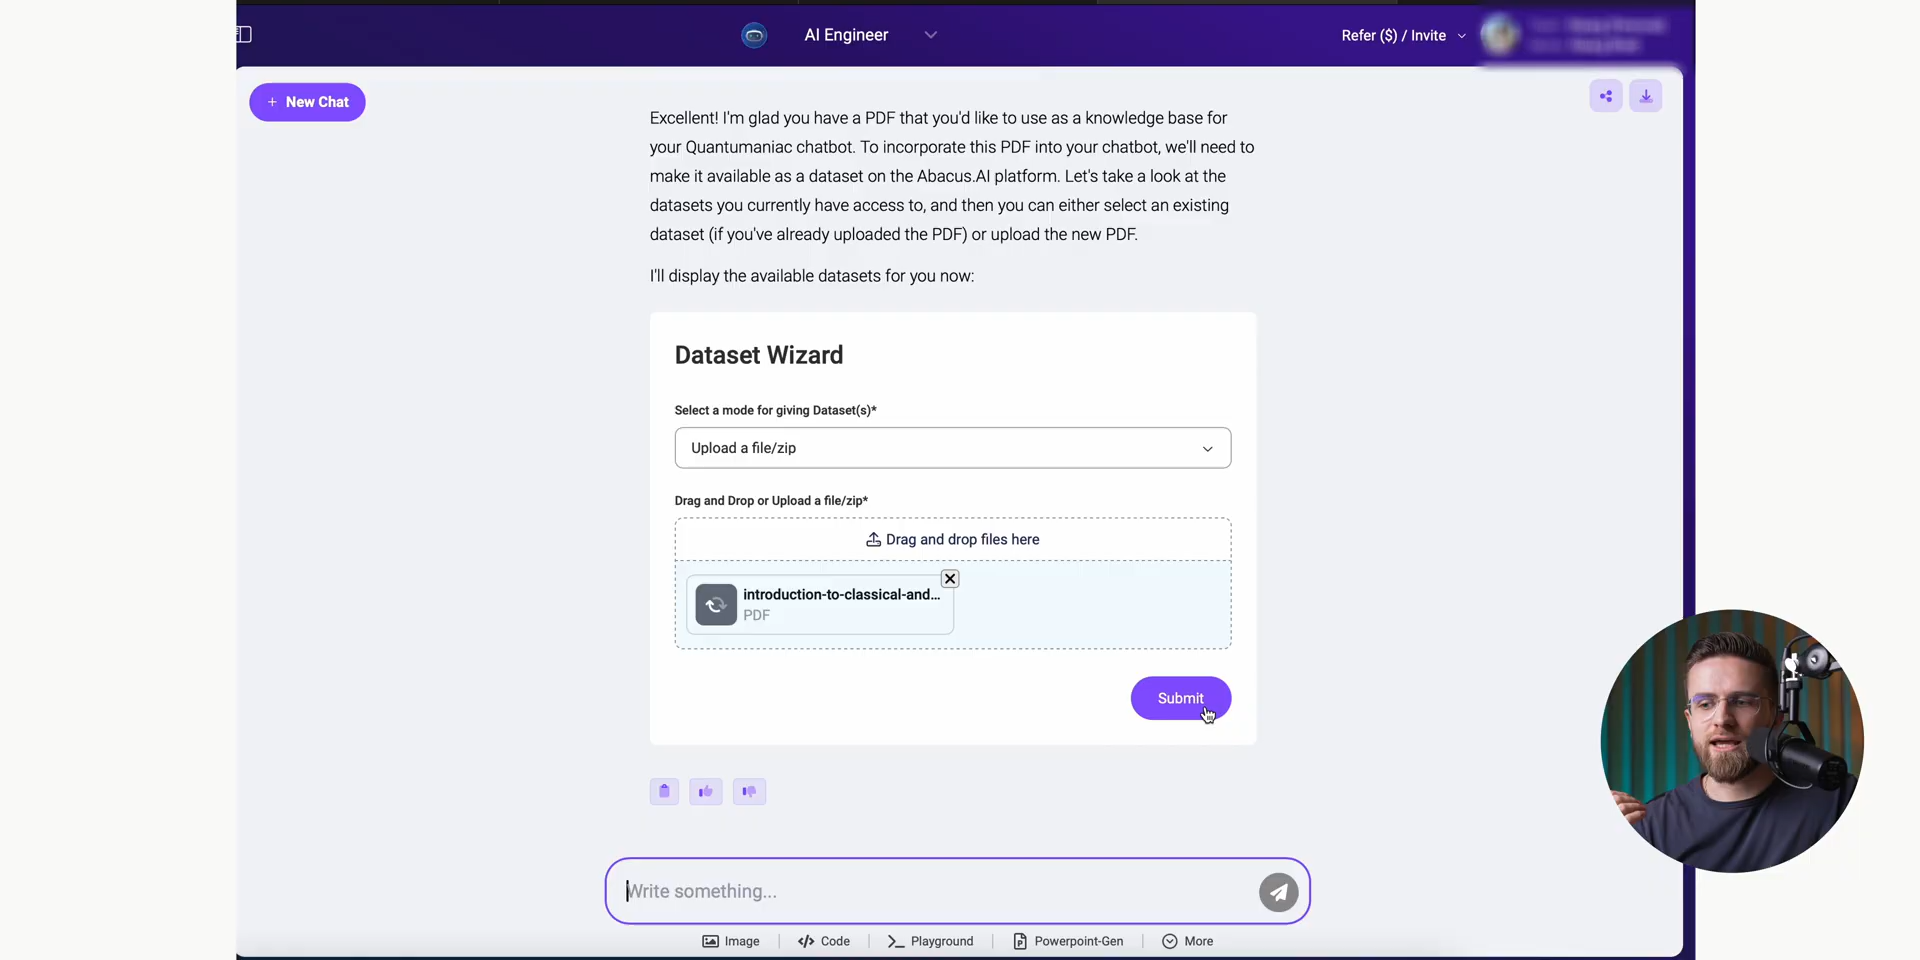 AI Engineer
Refer ($) / Invite
+ New Chat
Excellent! I'm glad you have a PDF that you'd like to use as a knowledge base for
your Quantumaniac chatbot. To incorporate this PDF into your chatbot, we'll need to
make it available as a dataset on the Abacus.AI platform. Let's take a look at the
datasets you currently have access to, and then you can either select an existing
dataset (if you've already uploaded the PDF) or upload the new PDF.
I'll display the available datasets for you now:
Dataset Wizard
Select a mode for giving Dataset(s)*
Upload a file/zip
Drag and Drop or Upload a file/zip*
Drag and drop files here
introduction-to-classical-and...
PDF
Submit
Write something...
Image
Code
Playground
Powerpoint-Gen
More